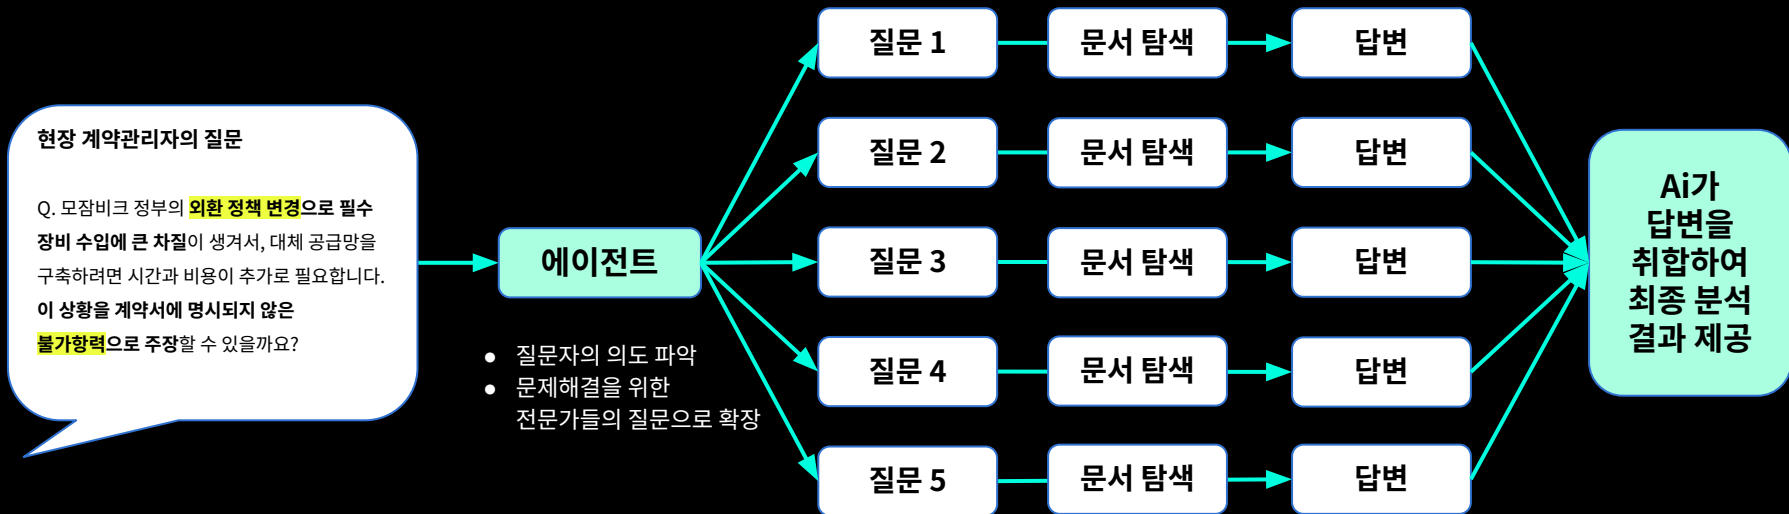 현장 계약관리자의 질문
Q. 모잠비크 정부의 외환 정책 변경으로 필수
장비 수입에 큰 차질이 생겨서, 대체 공급망을
구축하려면 시간과 비용이 추가로 필요합니다.
이 상황을 계약서에 명시되지 않은
불가항력으로 주장할 수 있을까요?
에이전트
● 질문자의 의도 파악
● 문제해결을 위한
전문가들의 질문으로 확장
질문 1
문서 탐색
답변
질문 2
문서 탐색
답변
질문 3
문서 탐색
답변
질문 4
문서 탐색
답변
질문 5
문서 탐색
답변
Ai가
답변을
취합하여
최종 분석
결과 제공